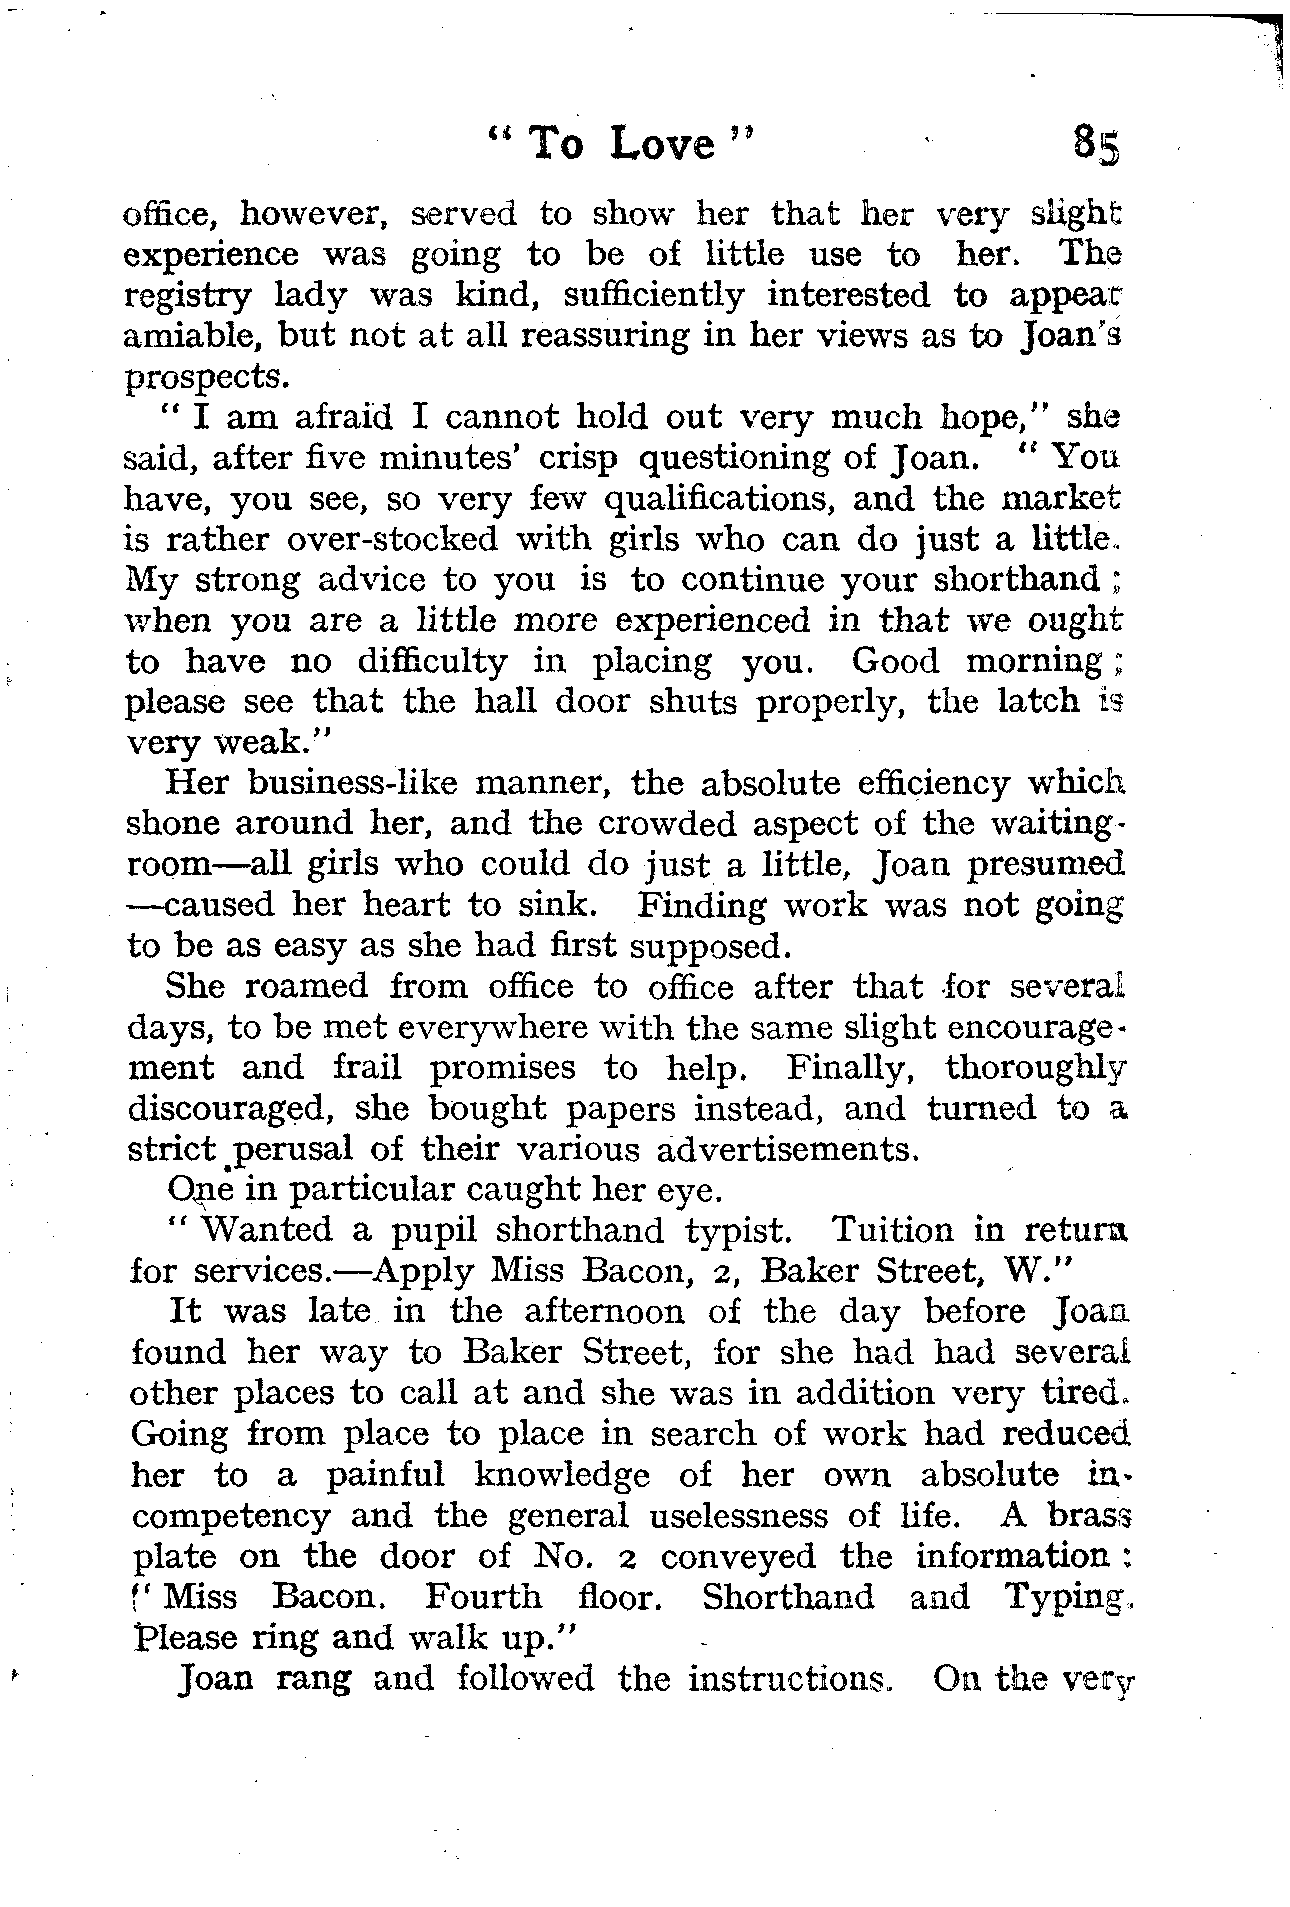 “ To Love ” 85
office, however, served to show her that her very slight
experience was going to be of little use to her. The
registry lady was kind, sufficiently interested to appear
amiable, but not at all reassuring in her views as to Joan's
prospects.
“ I am afraid I cannot hold out very much hope,” she
said, after five minutes' crisp questioning of Joan. “ You
have, you see, so very few qualifications, and the market
is rather over-stocked with girls who can do just a little.
My strong advice to you is to continue your shorthand ;
when you are a little more experienced in that we ought
to have no difficulty in placing you. Good morning ;
please see that the hall door shuts properly, the latch is
very weak.”
Her business-like manner, the absolute efficiency which
shone around her, and the crowded aspect of the waiting-
room—all girls who could do just a little, Joan presumed
—caused her heart to sink. Finding work was not going
to be as easy as she had first supposed.
She roamed from office to office after that for several
days, to be met everywhere with the same slight encourage-
ment and frail promises to help. Finally, thoroughly
discouraged, she bought papers instead, and turned to a
strict perusal of their various advertisements.
One in particular caught her eye.
“ Wanted a pupil shorthand typist. Tuition in return
for services.—Apply Miss Bacon, 2, Baker Street, W.”
It was late in the afternoon of the day before Joan
found her way to Baker Street, for she had had several
other places to call at and she was in addition very tired.
Going from place to place in search of work had reduced
her to a painful knowledge of her own absolute in-
competency and the general uselessness of life. A brass
plate on the door of No. 2 conveyed the information :
“ Miss Bacon. Fourth floor. Shorthand and Typing.
Please ring and walk up.”
Joan rang and followed the instructions. On the very